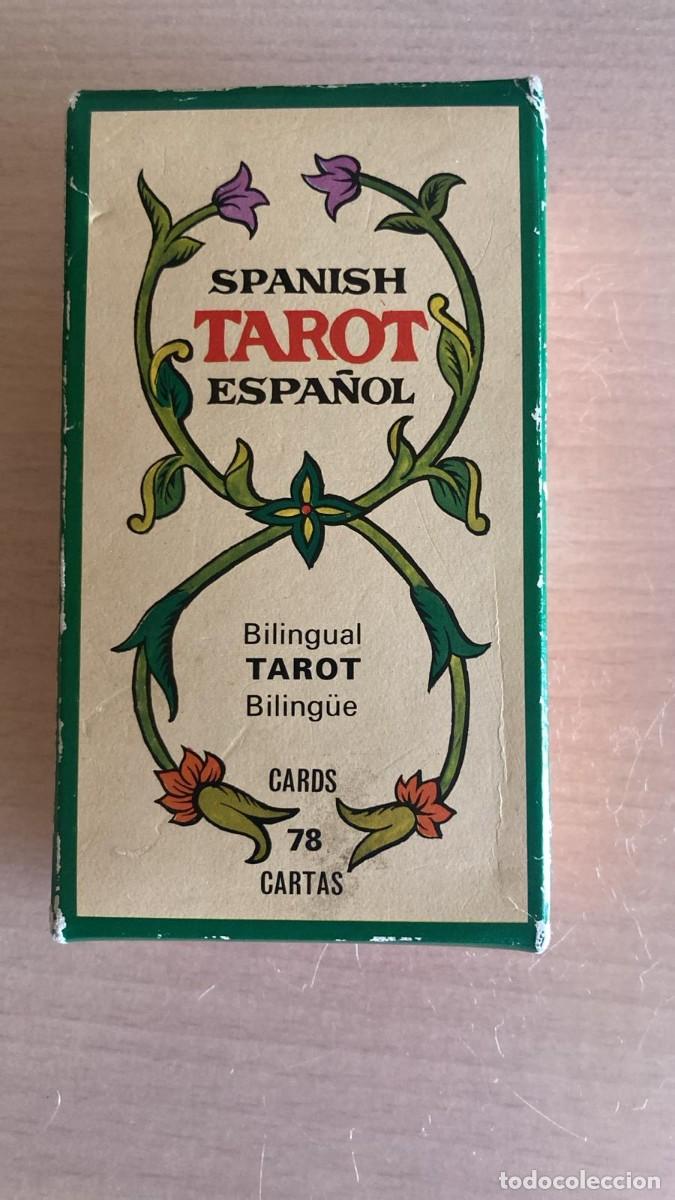 SPANISH
TAROT
ESPAÑOL
Bilingual
TAROT
Bilingüe
CARDS
78
CARTAS
todocoleccion